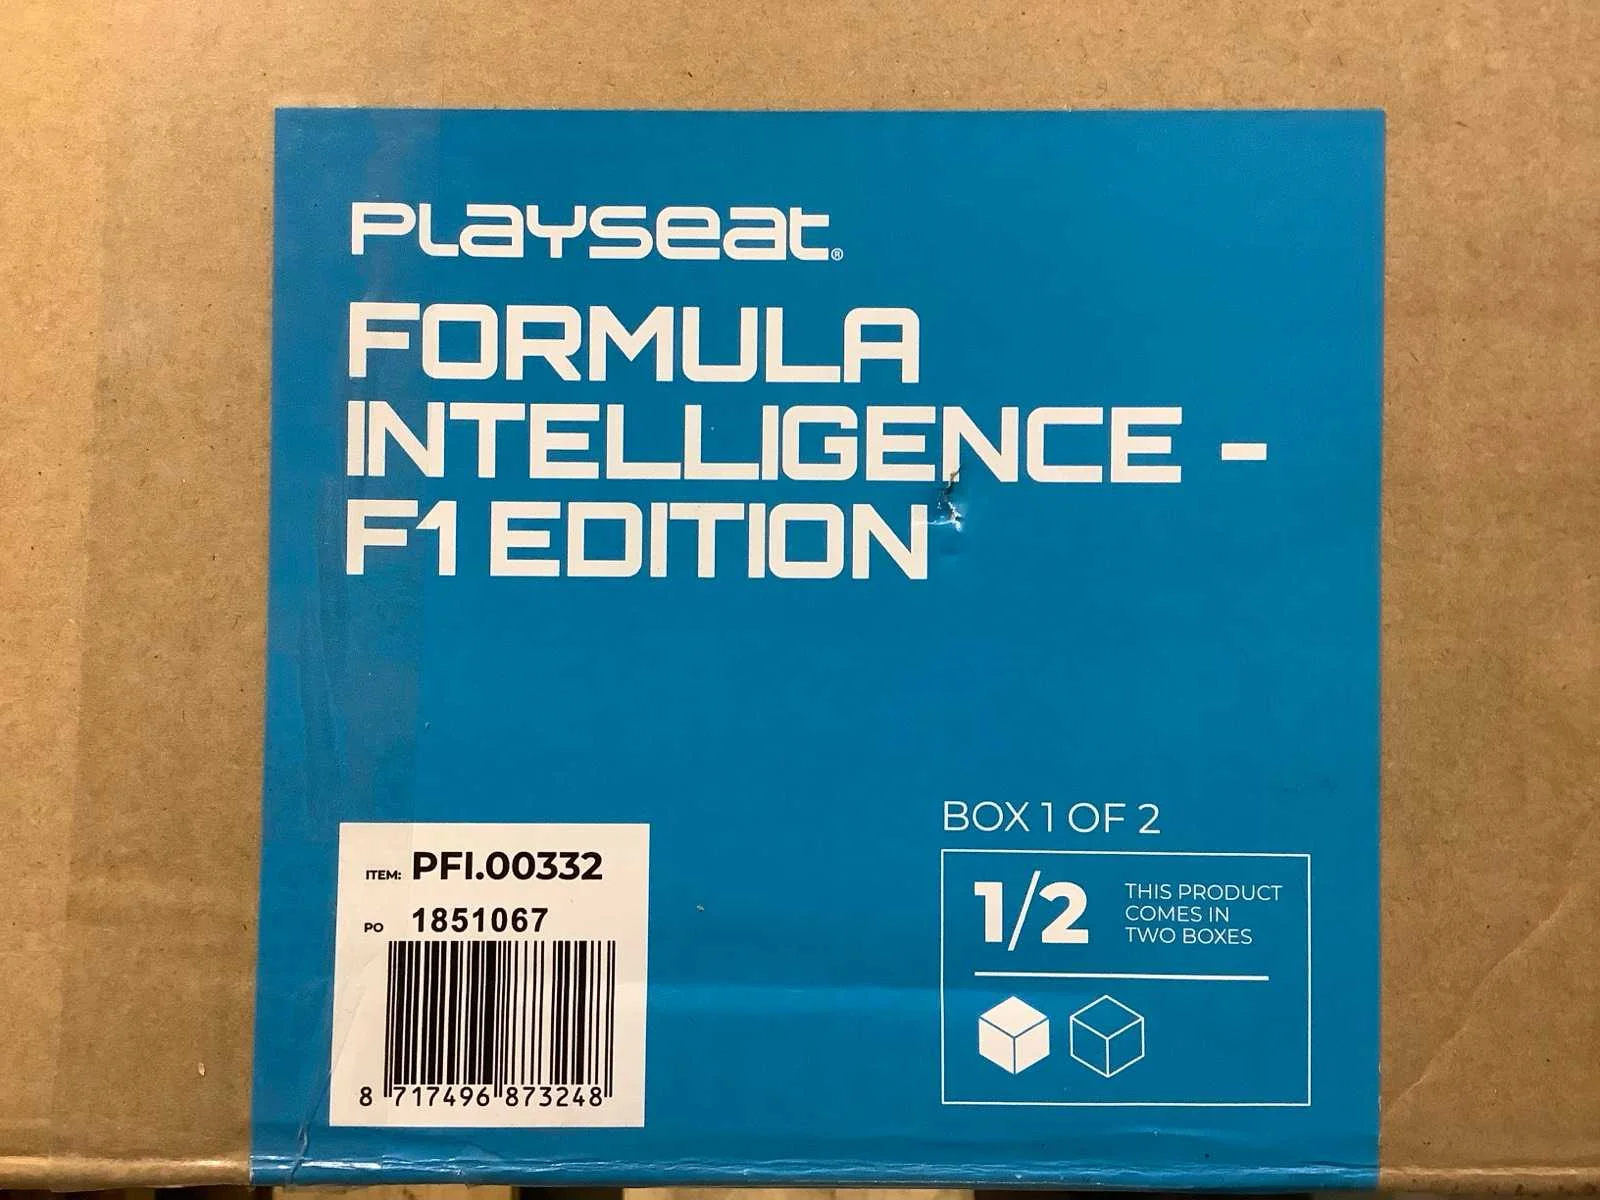 PLAYSEAT®
FORMULA
INTELLIGENCE -
F1 EDITION
ITEM: PFI.00332
PO 1851067
8 717496 873248
BOX 1 OF 2
1/2
THIS PRODUCT
COMES IN
TWO BOXES